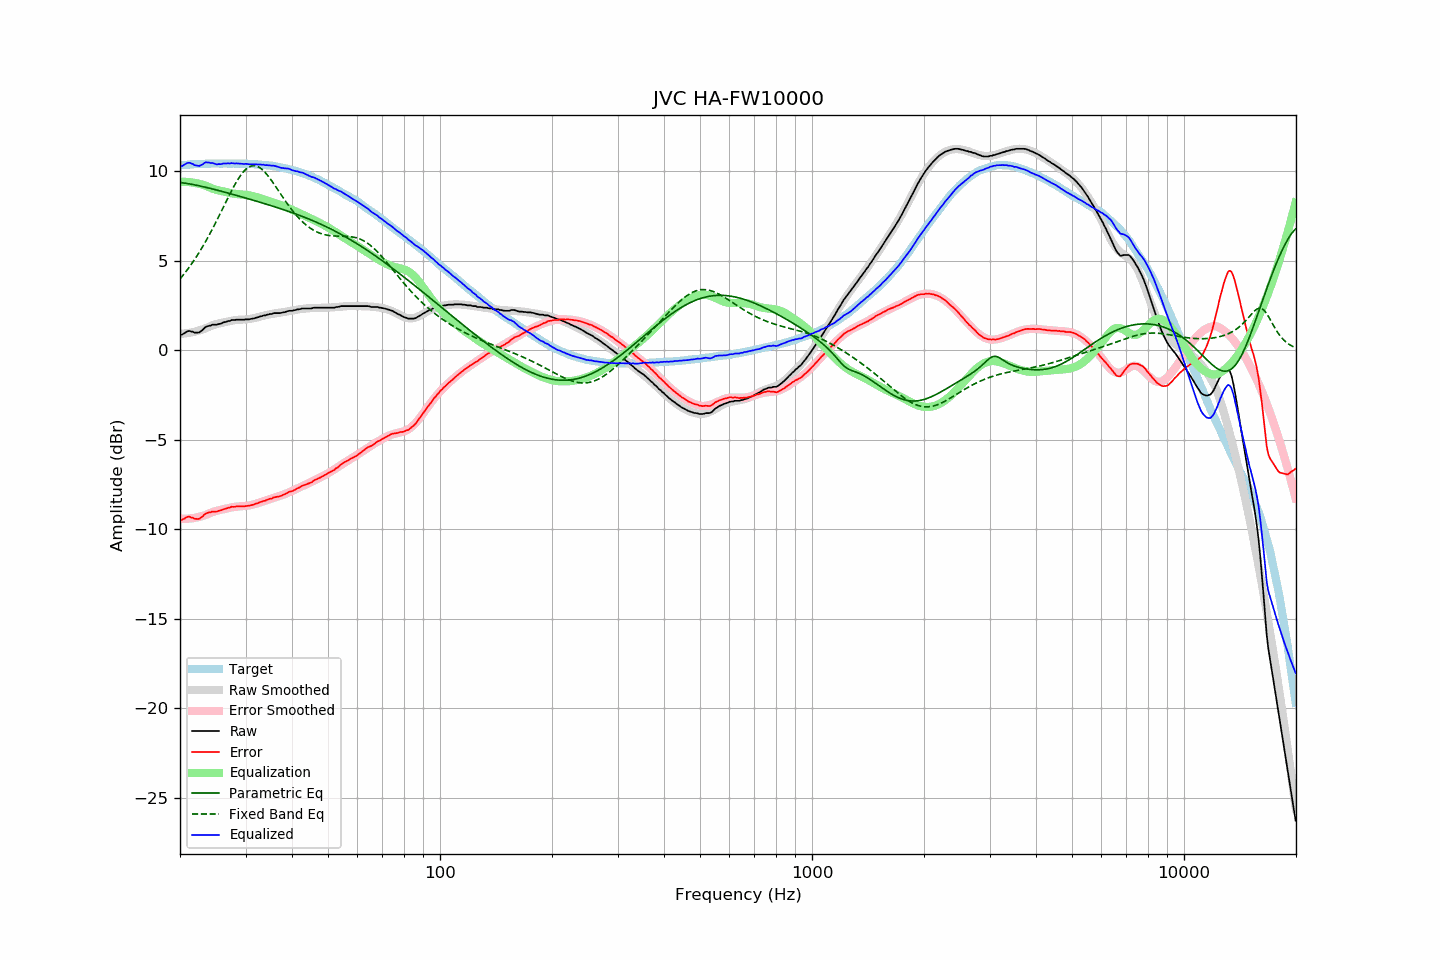 JVC HA-FW10000
Amplitude (dBr)
10
5
0
−5
−10
−15
−20
−25
Target
Raw Smoothed
Error Smoothed
Raw
Error
Equalization
Parametric Eq
Fixed Band Eq
Equalized
100
1000
10000
Frequency (Hz)